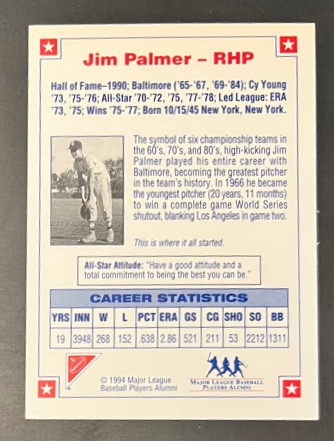 Jim Palmer – RHP
Hall of Fame–1990; Baltimore ('65-'67, '69-'84); Cy Young
'73, '75-'76; All-Star '70-'72, '75, '77-'78; Led League: ERA
'73, '75; Wins '75-'77; Born 10/15/45 New York, New York.
The symbol of six championship teams in
the 60's, 70's, and 80's, high-kicking Jim
Palmer played his entire career with
Baltimore, becoming the greatest pitcher
in the team's history. In 1966 he became
the youngest pitcher (20 years, 11 months)
to win a complete game World Series
shutout, blanking Los Angeles in game two.
This is where it all started.
All-Star Attitude: "Have a good attitude and a
total commitment to being the best you can be."
CAREER STATISTICS
YRS INN W L PCT ERA GS CG SHO SO BB
19 3948 268 152 .638 2.86 521 211 53 2212 1311
© 1994 Major League
Baseball Players Alumni
MAJOR LEAGUE BASEBALL
PLAYERS ALUMNI